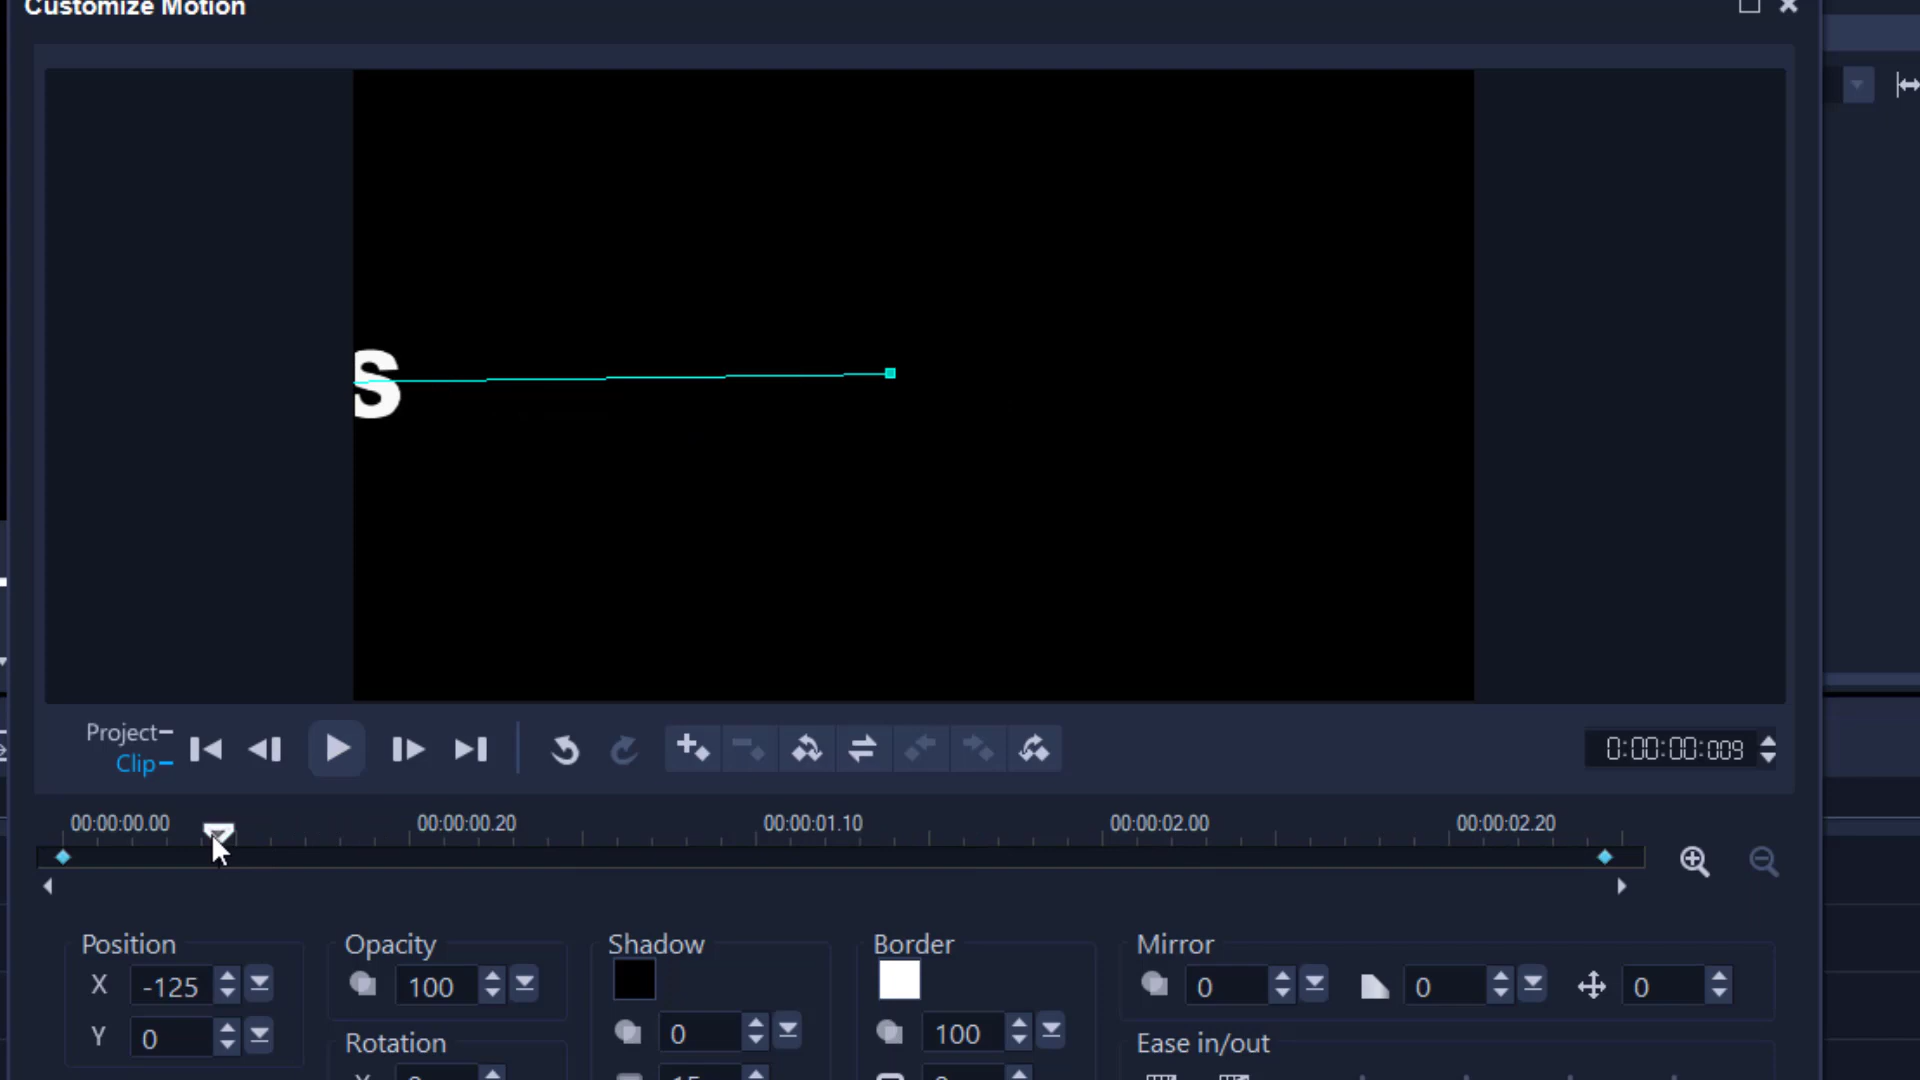 Customize Motion
S
Project
Clip
0:00:00:009
00:00:00.00 00:00:00.20 00:00:01.10 00:00:02.00 00:00:02.20
Position Opacity Shadow Border Mirror
X -125 100 0 0 0
Y 0 0 100
Rotation Ease in/out